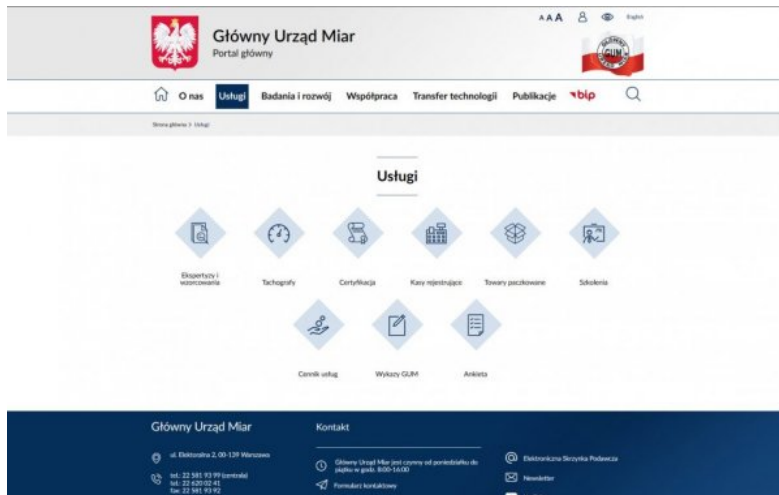 Główny Urząd Miar
Portal główny
A A A
English
GŁÓWNY
GUM
URZĄD MIAR
O nas Usługi Badania i rozwój Współpraca Transfer technologii Publikacje bip
Strona główna > Usługi
Usługi
Ekspertyzy i
wzorcowania
Tachografy
Certyfikacja
Kasy rejestrujące
Towary paczkowane
Szkolenia
Cennik usług
Wykazy GUM
Ankieta
Główny Urząd Miar
ul. Elektoralna 2, 00-139 Warszawa
tel.: 22 581 93 99 (centrala)
tel.: 22 620 02 41
fax: 22 581 93 92
Kontakt
Główny Urząd Miar jest czynny od poniedziałku do
piątku w godz. 8:00-16:00
Formularz kontaktowy
Elektroniczna Skrzynka Podawcza
Newsletter